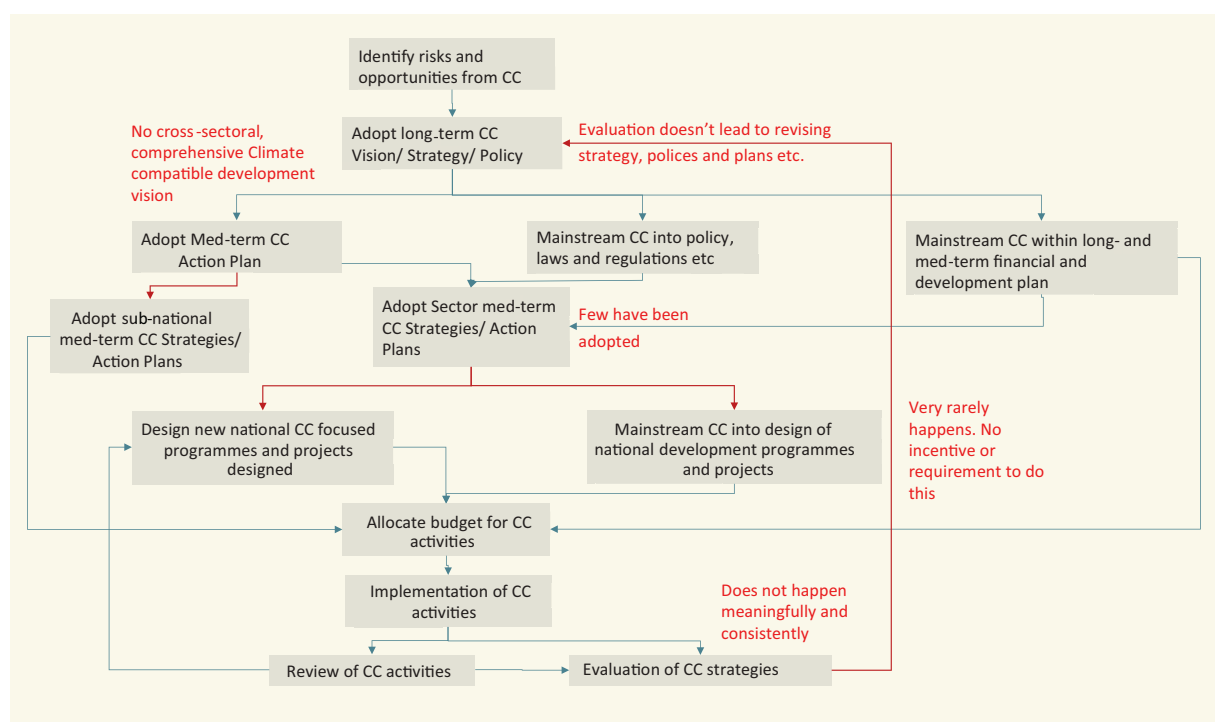 Identify risks and
opportunities from CC
Adopt long-term CC
Vision/ Strategy/ Policy
No cross-sectoral,
comprehensive Climate
compatible development
vision
Evaluation doesn't lead to revising
strategy, polices and plans etc.
Adopt Med-term CC
Action Plan
Mainstream CC into policy,
laws and regulations etc
Mainstream CC within long- and
med-term financial and
development plan
Adopt sub-national
med-term CC Strategies/
Action Plans
Adopt Sector med-term
CC Strategies/ Action
Plans
Few have been
adopted
Design new national CC focused
programmes and projects
designed
Mainstream CC into design of
national development programmes
and projects
Very rarely
happens. No
incentive or
requirement to do
this
Allocate budget for CC
activities
Implementation of CC
activities
Does not happen
meaningfully and
consistently
Review of CC activities
Evaluation of CC strategies